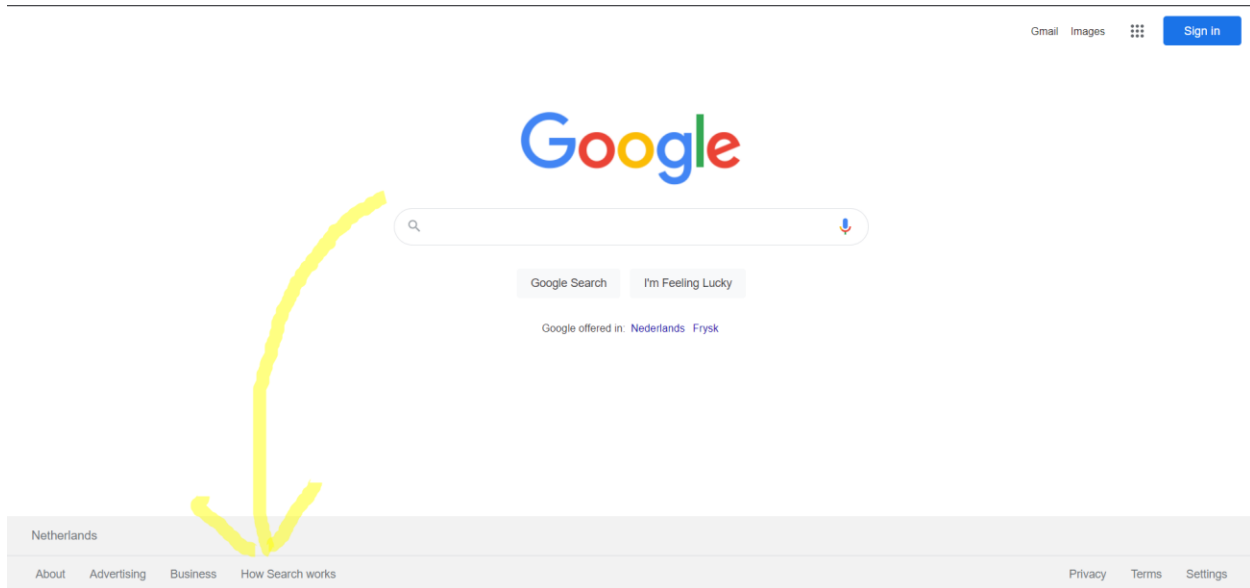 Gmail Images Sign in
Google
Google Search I'm Feeling Lucky
Google offered in: Nederlands Frysk
Netherlands
About Advertising Business How Search works Privacy Terms Settings